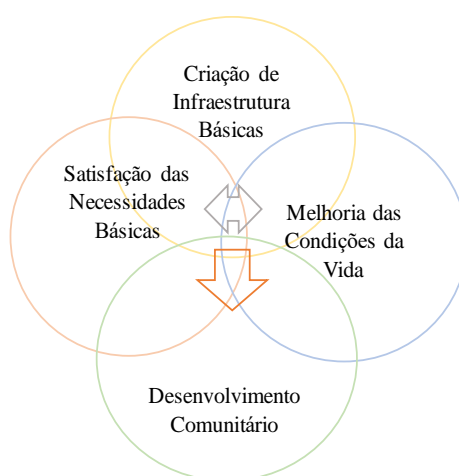 Criação de
Infraestrutura
Básicas
Satisfação das
Necessidades
Básicas
Melhoria das
Condições da
Vida
Desenvolvimento
Comunitário